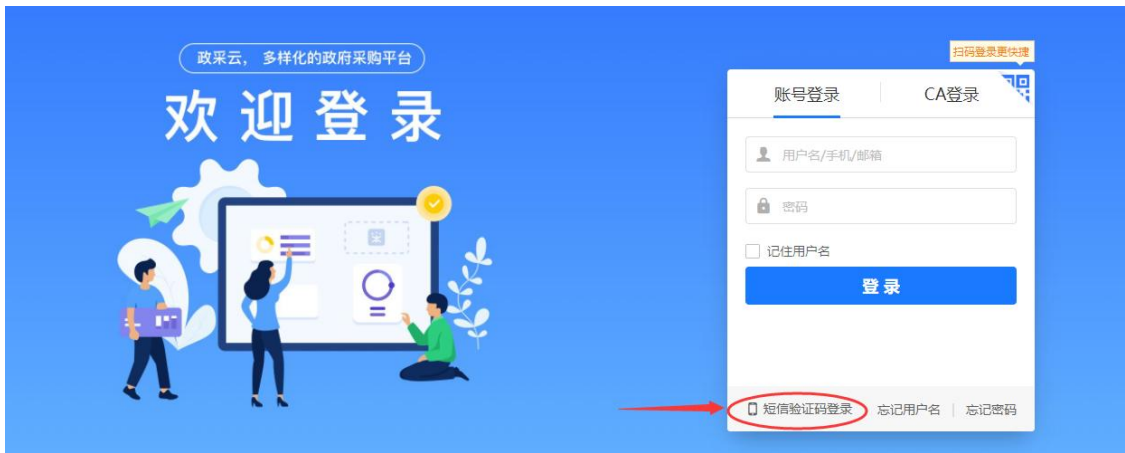 政采云， 多样化的政府采购平台
欢迎登录
扫码登录更快捷
账号登录
CA登录
用户名/手机/邮箱
密码
记住用户名
登录
短信验证码登录
忘记用户名
忘记密码